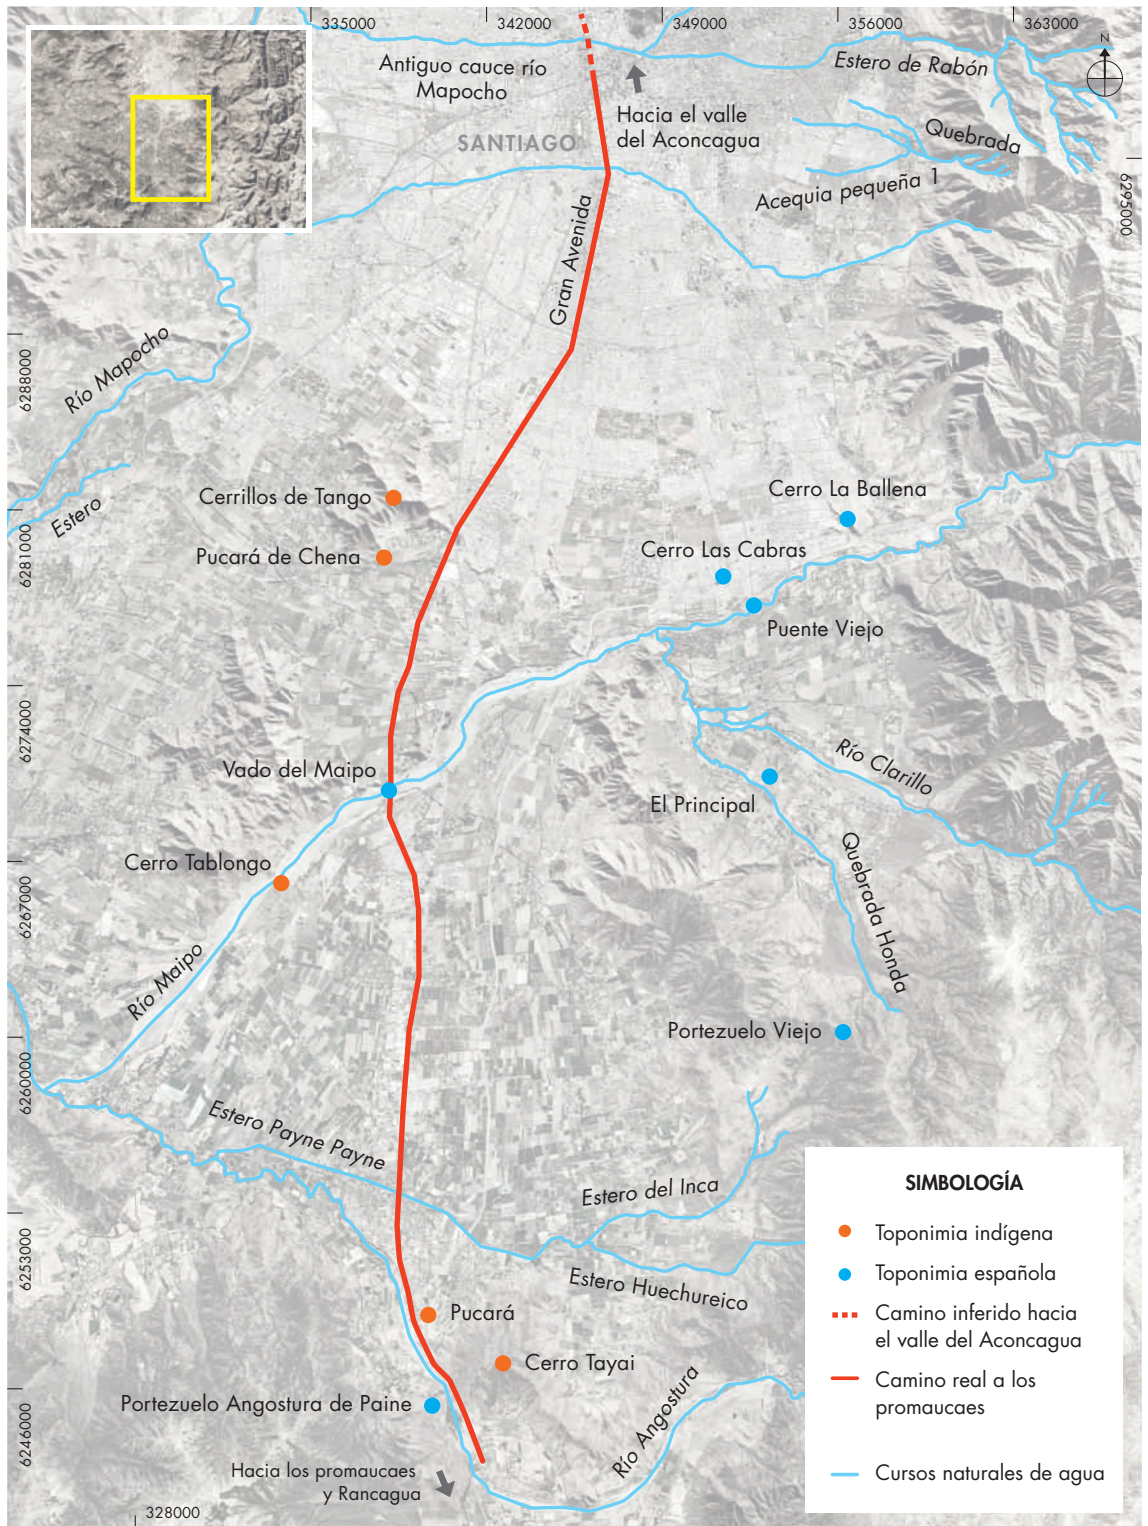 335000
342000
349000
356000
363000
Antiguo cauce río
Mapocho
Estero de Rabón
N
Hacia el valle
del Aconcagua
SANTIAGO
Quebrada
Acequia pequeña 1
6295000
Gran Avenida
Río Mapocho
6288000
Estero
Cerrillos de Tango
Cerro La Ballena
6281000
Pucará de Chena
Cerro Las Cabras
Puente Viejo
6274000
Vado del Maipo
Río Clarillo
El Principal
Cerro Tablongo
6267000
Quebrada Honda
Río Maipo
Portezuelo Viejo
6260000
Estero Payne Payne
Estero del Inca
6253000
Estero Huechureico
Pucará
Cerro Tayai
Portezuelo Angostura de Paine
6246000
Río Angostura
Hacia los promaucaes
y Rancagua
328000
SIMBOLOGÍA
Toponimia indígena
Toponimia española
Camino inferido hacia
el valle del Aconcagua
Camino real a los
promaucaes
Cursos naturales de agua